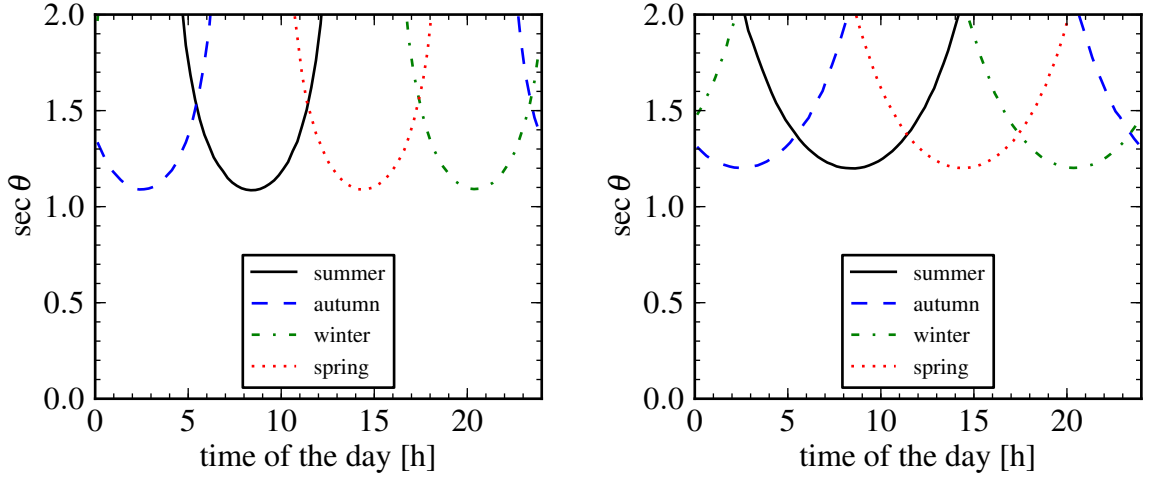 2.0
1.5
1.0
0.5
0.0
sec θ
0 5 10 15 20
time of the day [h]
summer
autumn
winter
spring
2.0
1.5
1.0
0.5
0.0
sec θ
0 5 10 15 20
time of the day [h]
summer
autumn
winter
spring